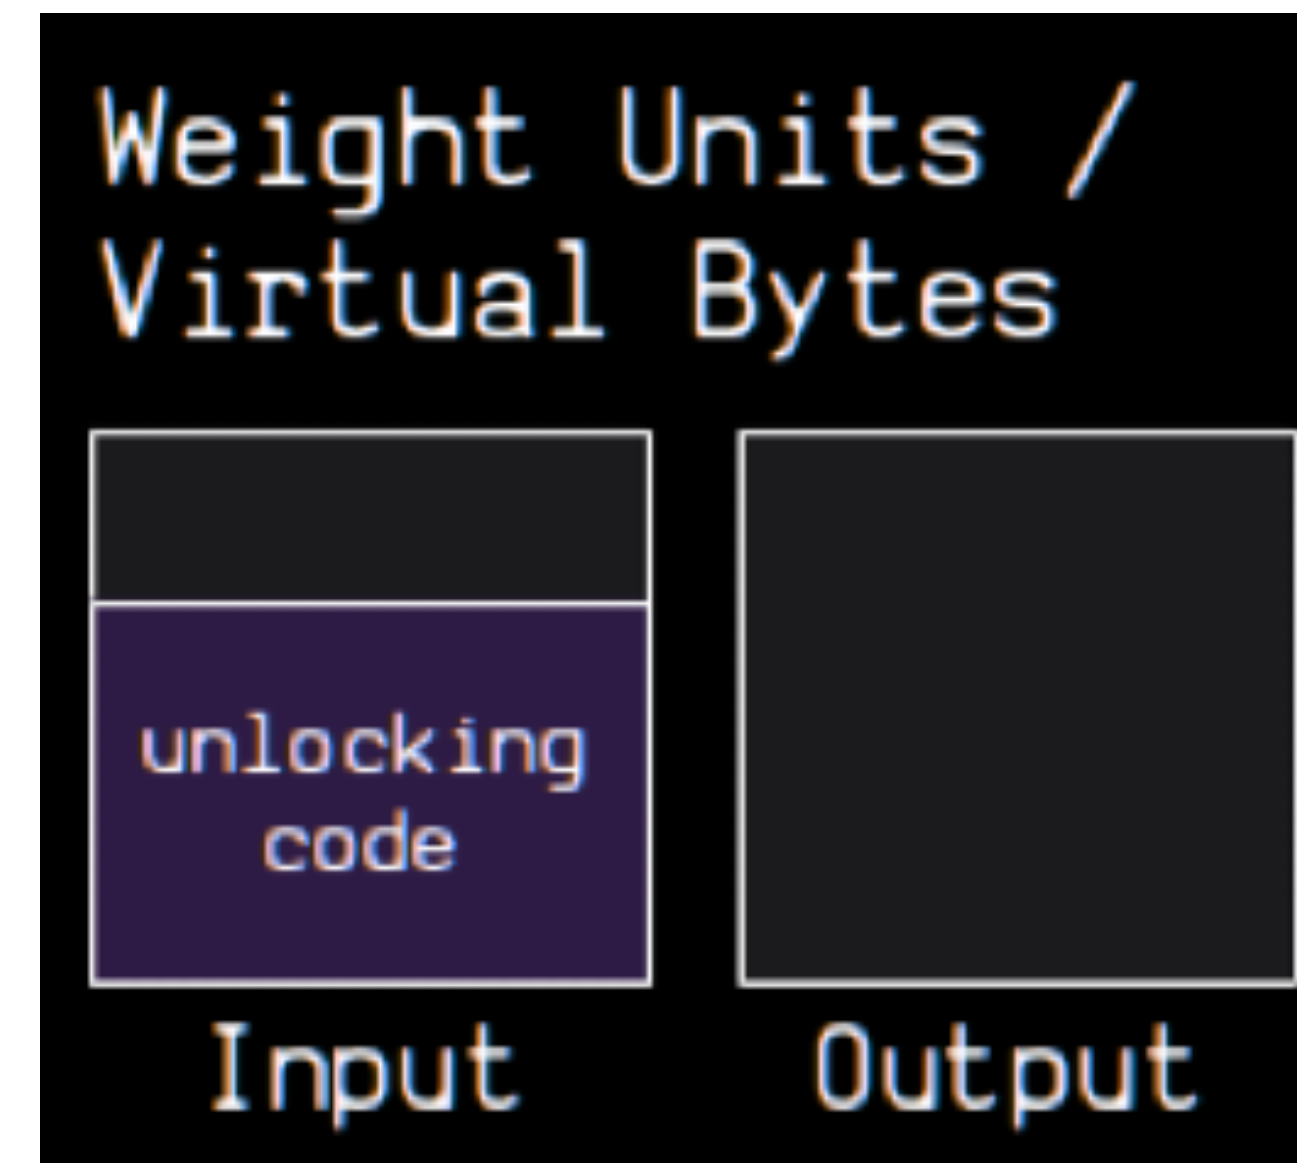 Weight Units /
Virtual Bytes
unlocking
code
Input
Output